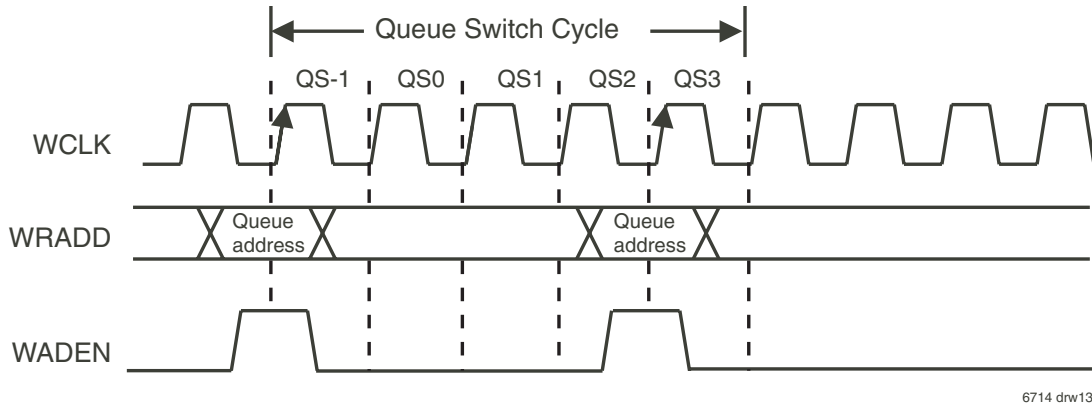 Queue Switch Cycle
QS-1 QS0 QS1 QS2 QS3
WCLK
WRADD
Queue
address
Queue
address
WADEN
6714 drw13